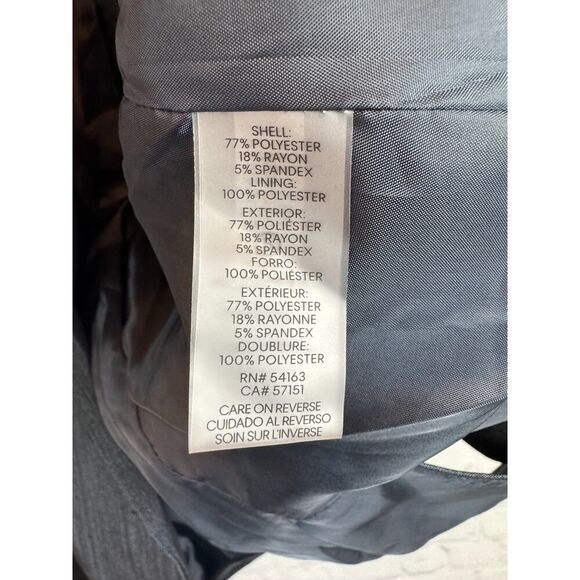 SHELL:
77% POLYESTER
18% RAYON
5% SPANDEX
LINING:
100% POLYESTER
EXTERIOR:
77% POLIÉSTER
18% RAYON
5% SPANDEX
FORRO:
100% POLIÉSTER
EXTÉRIEUR:
77% POLYESTER
18% RAYONNE
5% SPANDEX
DOUBLURE:
100% POLYESTER
RN# 54163
CA# 57151
CARE ON REVERSE
CUIDADO AL REVERSO
SOIN SUR L'INVERSE